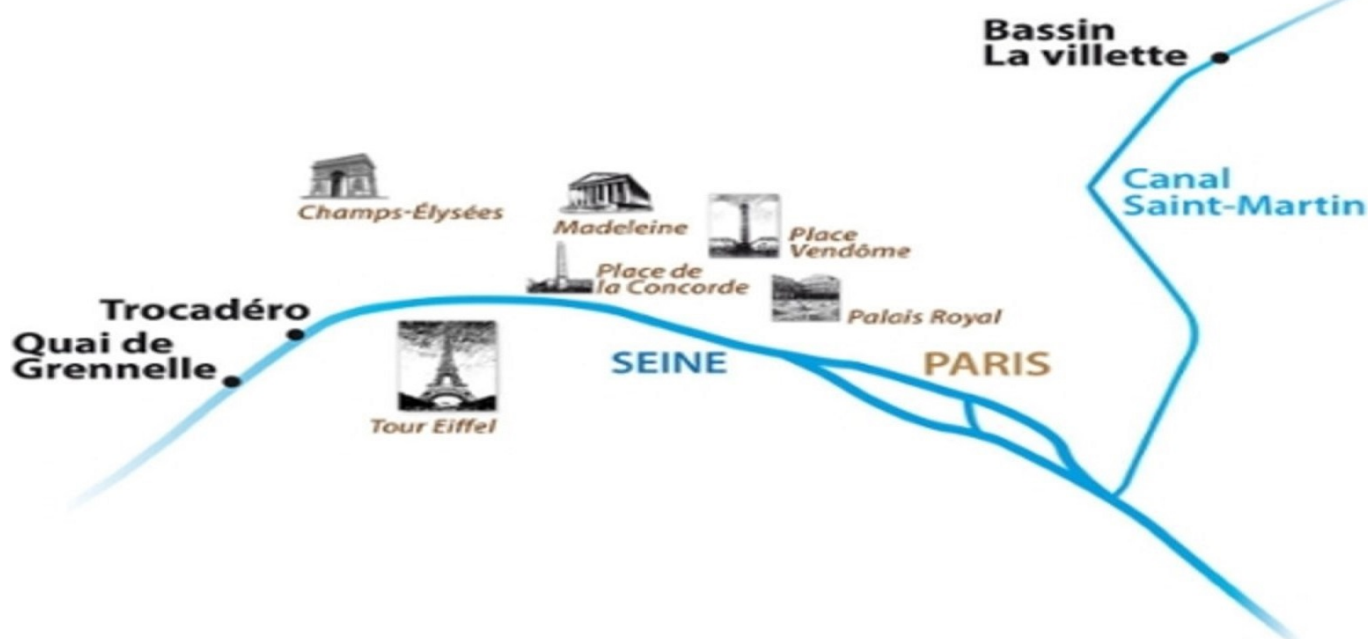 Bassin
La villette
Canal
Saint-Martin
Champs-Élysées
Madeleine
Place
Vendôme
Place de
la Concorde
Palais Royal
Trocadéro
Quai de
Grennelle
SEINE
PARIS
Tour Eiffel